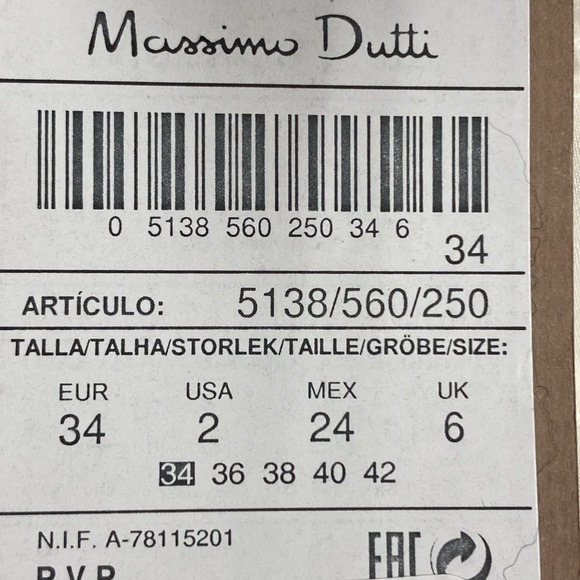 Massimo Dutti
0 5138 560 250 34 6
34
ARTÍCULO: 5138/560/250
TALLA/TALHA/STORLEK/TAILLE/GRÖBE/SIZE:
EUR USA MEX UK
34 2 24 6
34 36 38 40 42
N.I.F. A-78115201
EAC
P.V.P.